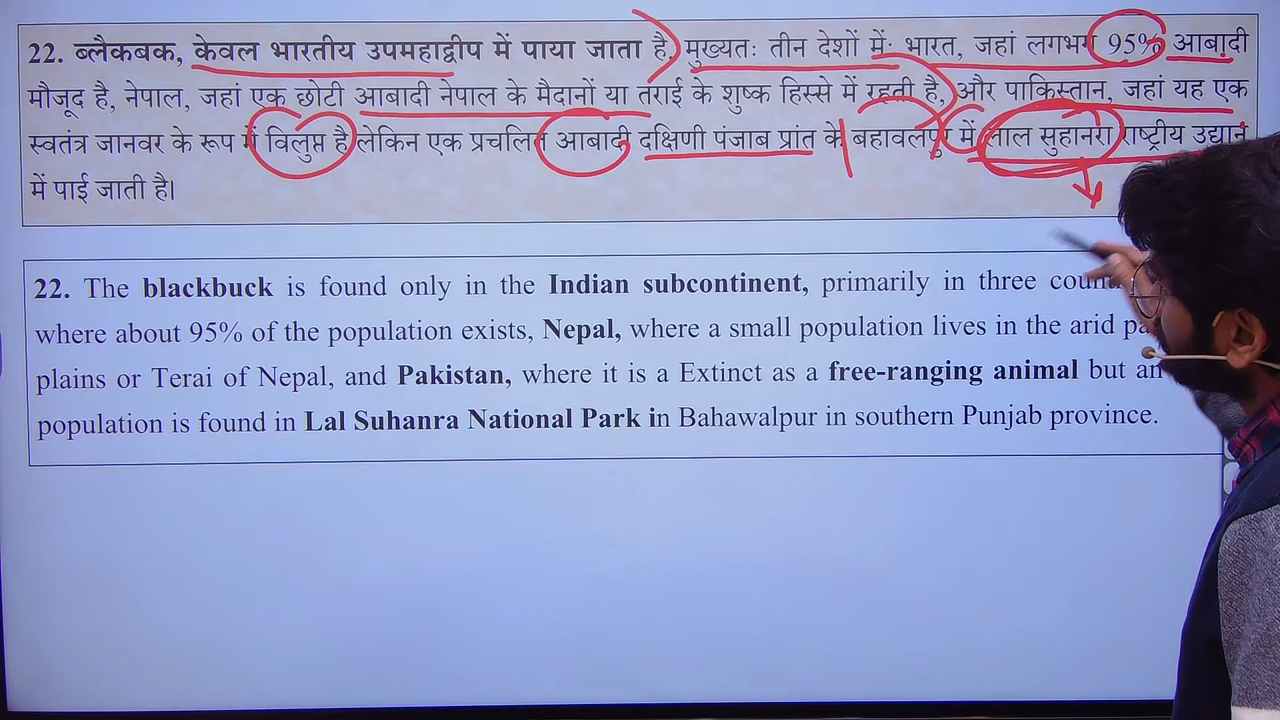 22. ब्लैकबक, केवल भारतीय उपमहाद्वीप में पाया जाता है, मुख्यतः तीन देशों में: भारत, जहां लगभग 95% आबादी
मौजूद है, नेपाल, जहां एक छोटी आबादी नेपाल के मैदानों या तराई के शुष्क हिस्से में रहती है, और पाकिस्तान, जहां यह एक
स्वतंत्र जानवर के रूप में विलुप्त है लेकिन एक प्रचलित आबादी दक्षिणी पंजाब प्रांत के बहावलपुर में लाल सुहानरा राष्ट्रीय उद्यान
में पाई जाती है।
22. The blackbuck is found only in the Indian subcontinent, primarily in three
where about 95% of the population exists, Nepal, where a small population lives in the arid
plains or Terai of Nepal, and Pakistan, where it is a Extinct as a free-ranging animal but
population is found in Lal Suhanra National Park in Bahawalpur in southern Punjab province.